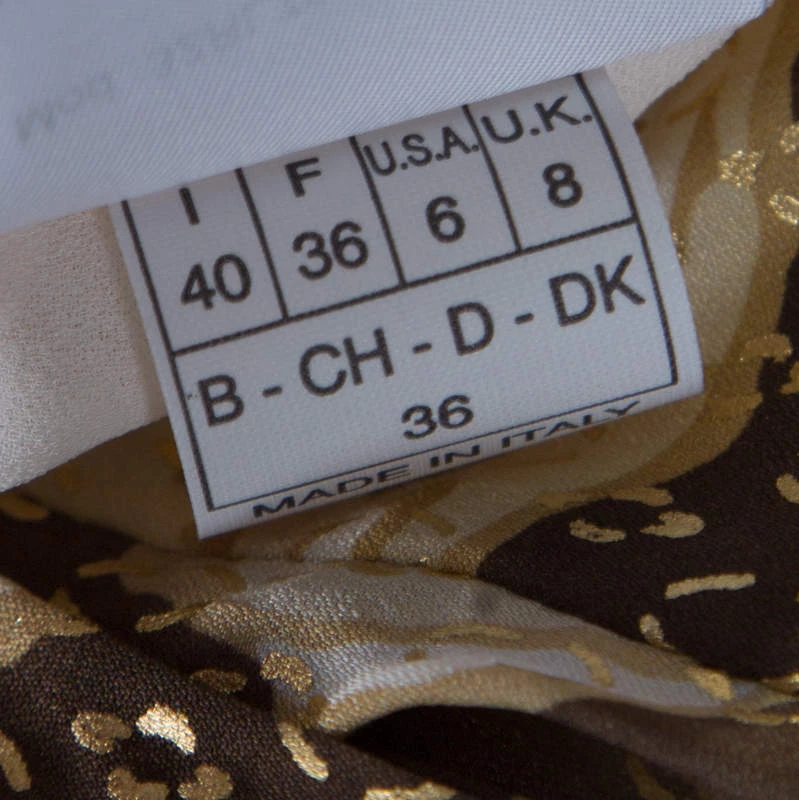 I F U.S.A. U.K.
40 36 6 8
B - CH - D - DK
36
MADE IN ITALY